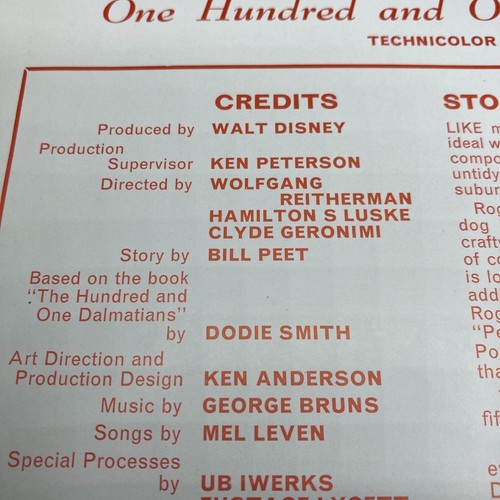 One Hundred and O
TECHNICOLOR
CREDITS
Produced by WALT DISNEY
Production
Supervisor KEN PETERSON
Directed by WOLFGANG
REITHERMAN
HAMILTON S LUSKE
CLYDE GERONIMI
Story by BILL PEET
Based on the book
"The Hundred and
One Dalmatians"
by DODIE SMITH
Art Direction and
Production Design KEN ANDERSON
Music by GEORGE BRUNS
Songs by MEL LEVEN
Special Processes
by UB IWERKS
STO
LIKE m
ideal w
compo
untidy
subur
Rog
dog
craft
of co
is lo
add
Rog
"Pe
Po
tha
fif